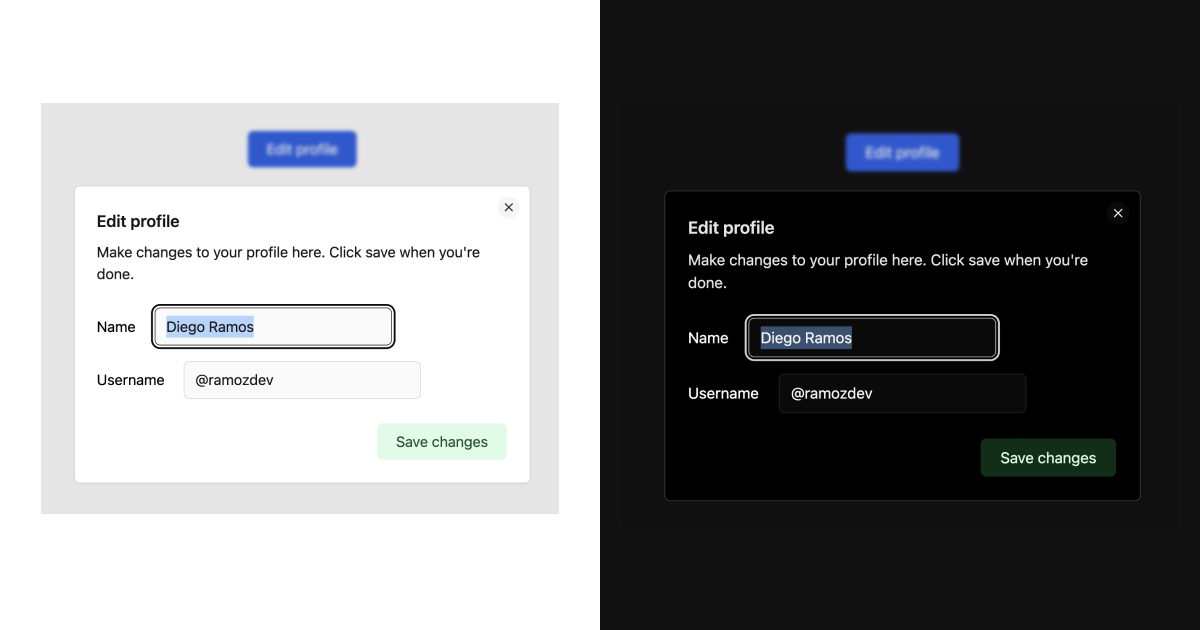 Edit profile
Edit profile
Make changes to your profile here. Click save when you're
done.
Name
Diego Ramos
Username
@ramozdev
Save changes
Edit profile
Edit profile
Make changes to your profile here. Click save when you're
done.
Name
Diego Ramos
Username
@ramozdev
Save changes